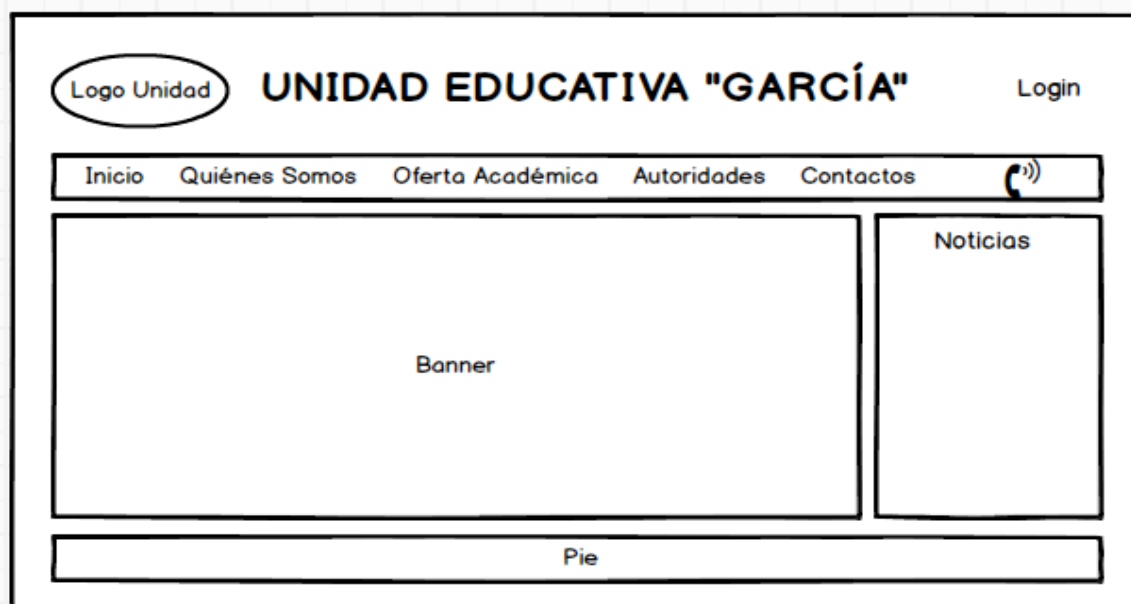 Logo Unidad
UNIDAD EDUCATIVA "GARCÍA"
Login
Inicio Quiénes Somos Oferta Académica Autoridades Contactos
Noticias
Banner
Pie